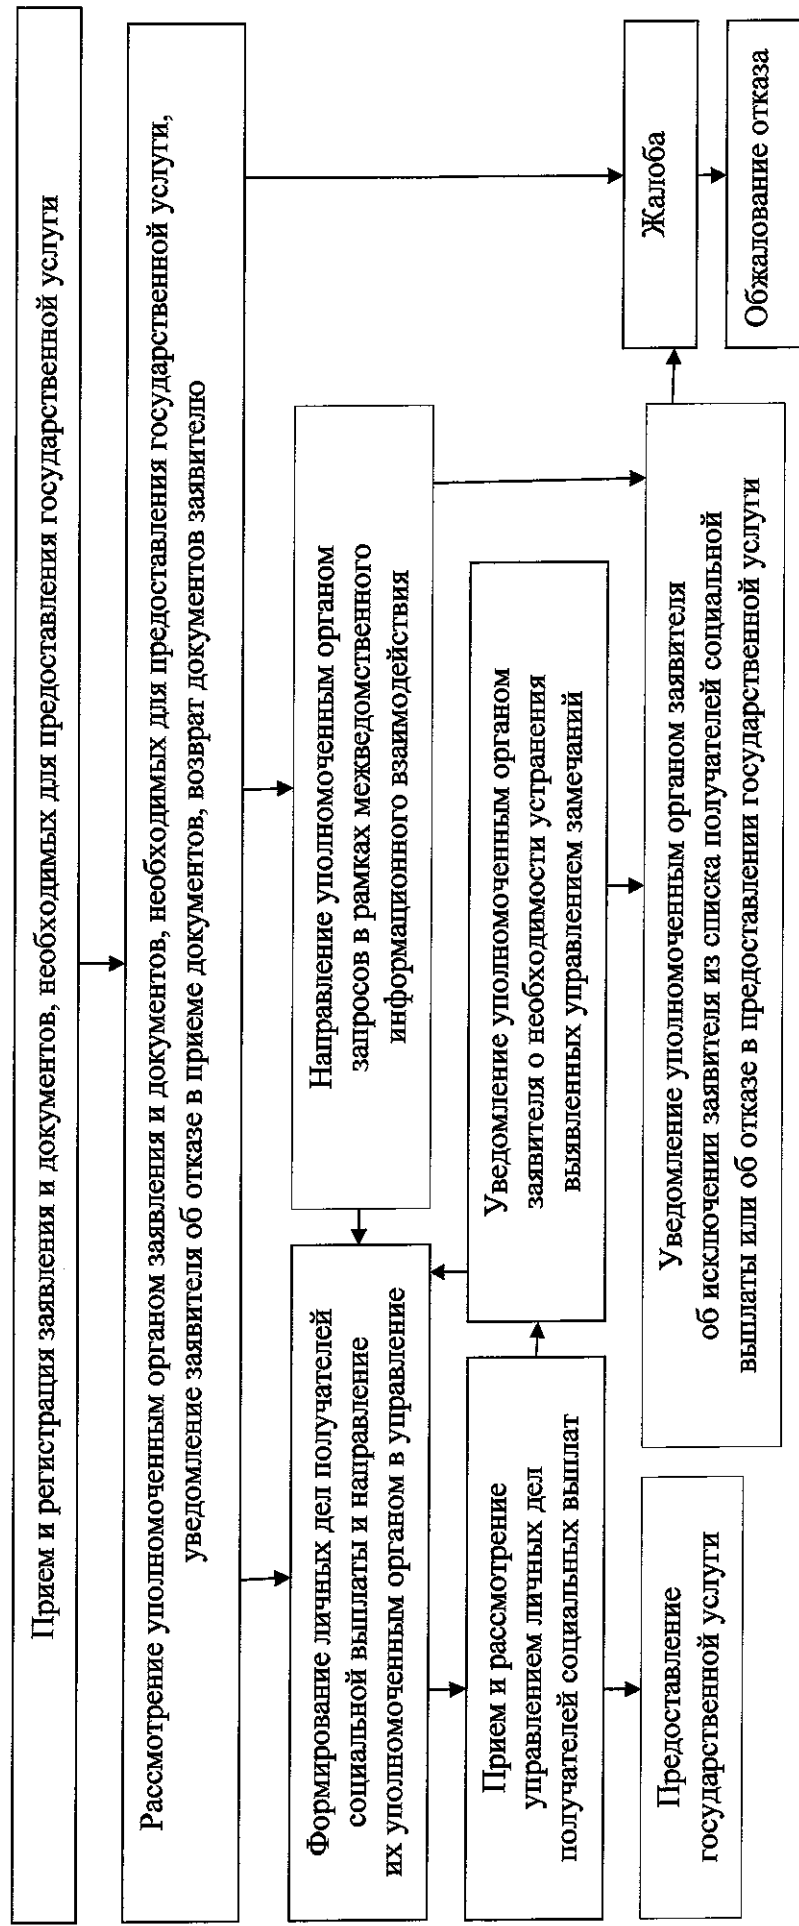 Прием и регистрация заявления и документов, необходимых для предоставления государственной услуги
Рассмотрение уполномоченным органом заявления и документов, необходимых для предоставления государственной услуги,
уведомление заявителя об отказе в приеме документов, возврат документов заявителю
Формирование личных дел получателей
социальной выплаты и направление
их уполномоченным органом в управление
Направление уполномоченным органом
запросов в рамках межведомственного
информационного взаимодействия
Прием и рассмотрение
управлением личных дел
получателей социальных выплат
Уведомление уполномоченным органом
заявителя о необходимости устранения
выявленных управлением замечаний
Предоставление
государственной услуги
Уведомление уполномоченным органом заявителя
об исключении заявителя из списка получателей социальной
выплаты или об отказе в предоставлении государственной услуги
Жалоба
Обжалование отказа